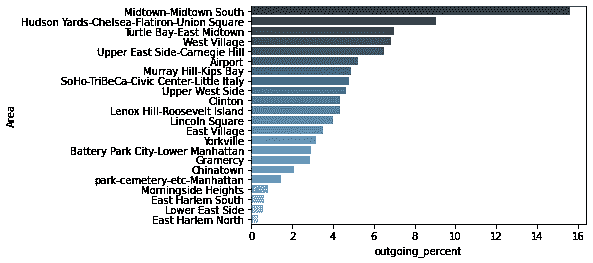 Midtown-Midtown South
Hudson Yards-Chelsea-Flatiron-Union Square
Turtle Bay-East Midtown
West Village
Upper East Side-Carnegie Hill
Airport
Murray Hill-Kips Bay
SoHo-TriBeCa-Civic Center-Little Italy
Upper West Side
Clinton
Lenox Hill-Roosevelt Island
Lincoln Square
East Village
Yorkville
Battery Park City-Lower Manhattan
Gramercy
Chinatown
park-cemetery-etc-Manhattan
Morningside Heights
East Harlem South
Lower East Side
East Harlem North
Area
0 2 4 6 8 10 12 14 16
outgoing_percent